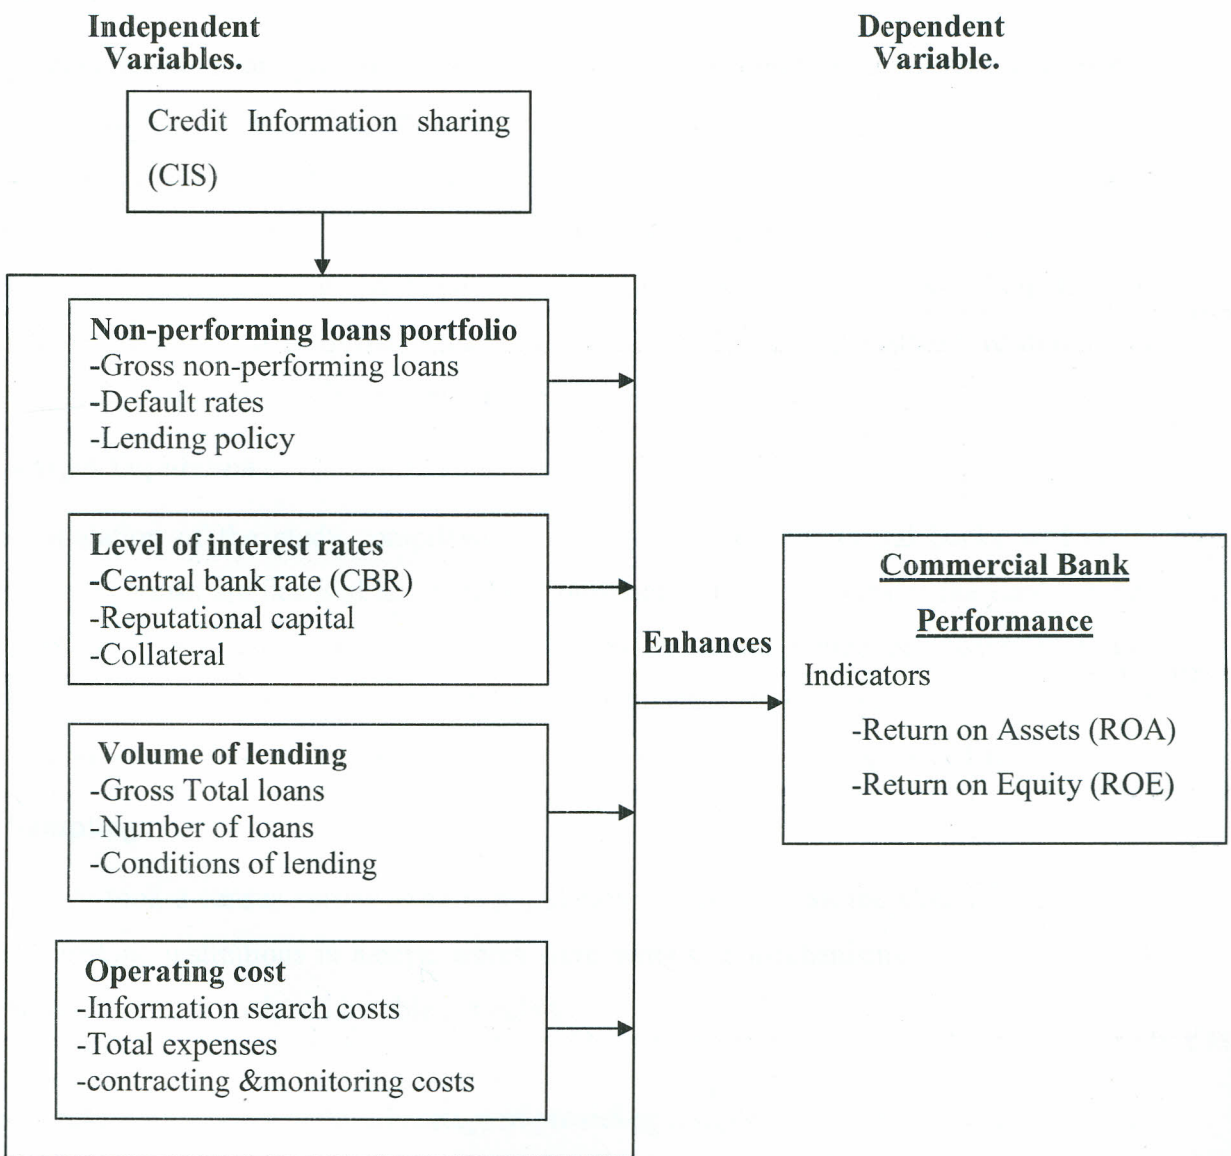 Independent
Variables.
Dependent
Variable.
Credit Information sharing
(CIS)
Non-performing loans portfolio
-Gross non-performing loans
-Default rates
-Lending policy
Level of interest rates
-Central bank rate (CBR)
-Reputational capital
-Collateral
Volume of lending
-Gross Total loans
-Number of loans
-Conditions of lending
Operating cost
-Information search costs
-Total expenses
-contracting &monitoring costs
Enhances
Commercial Bank
Performance
Indicators
-Return on Assets (ROA)
-Return on Equity (ROE)